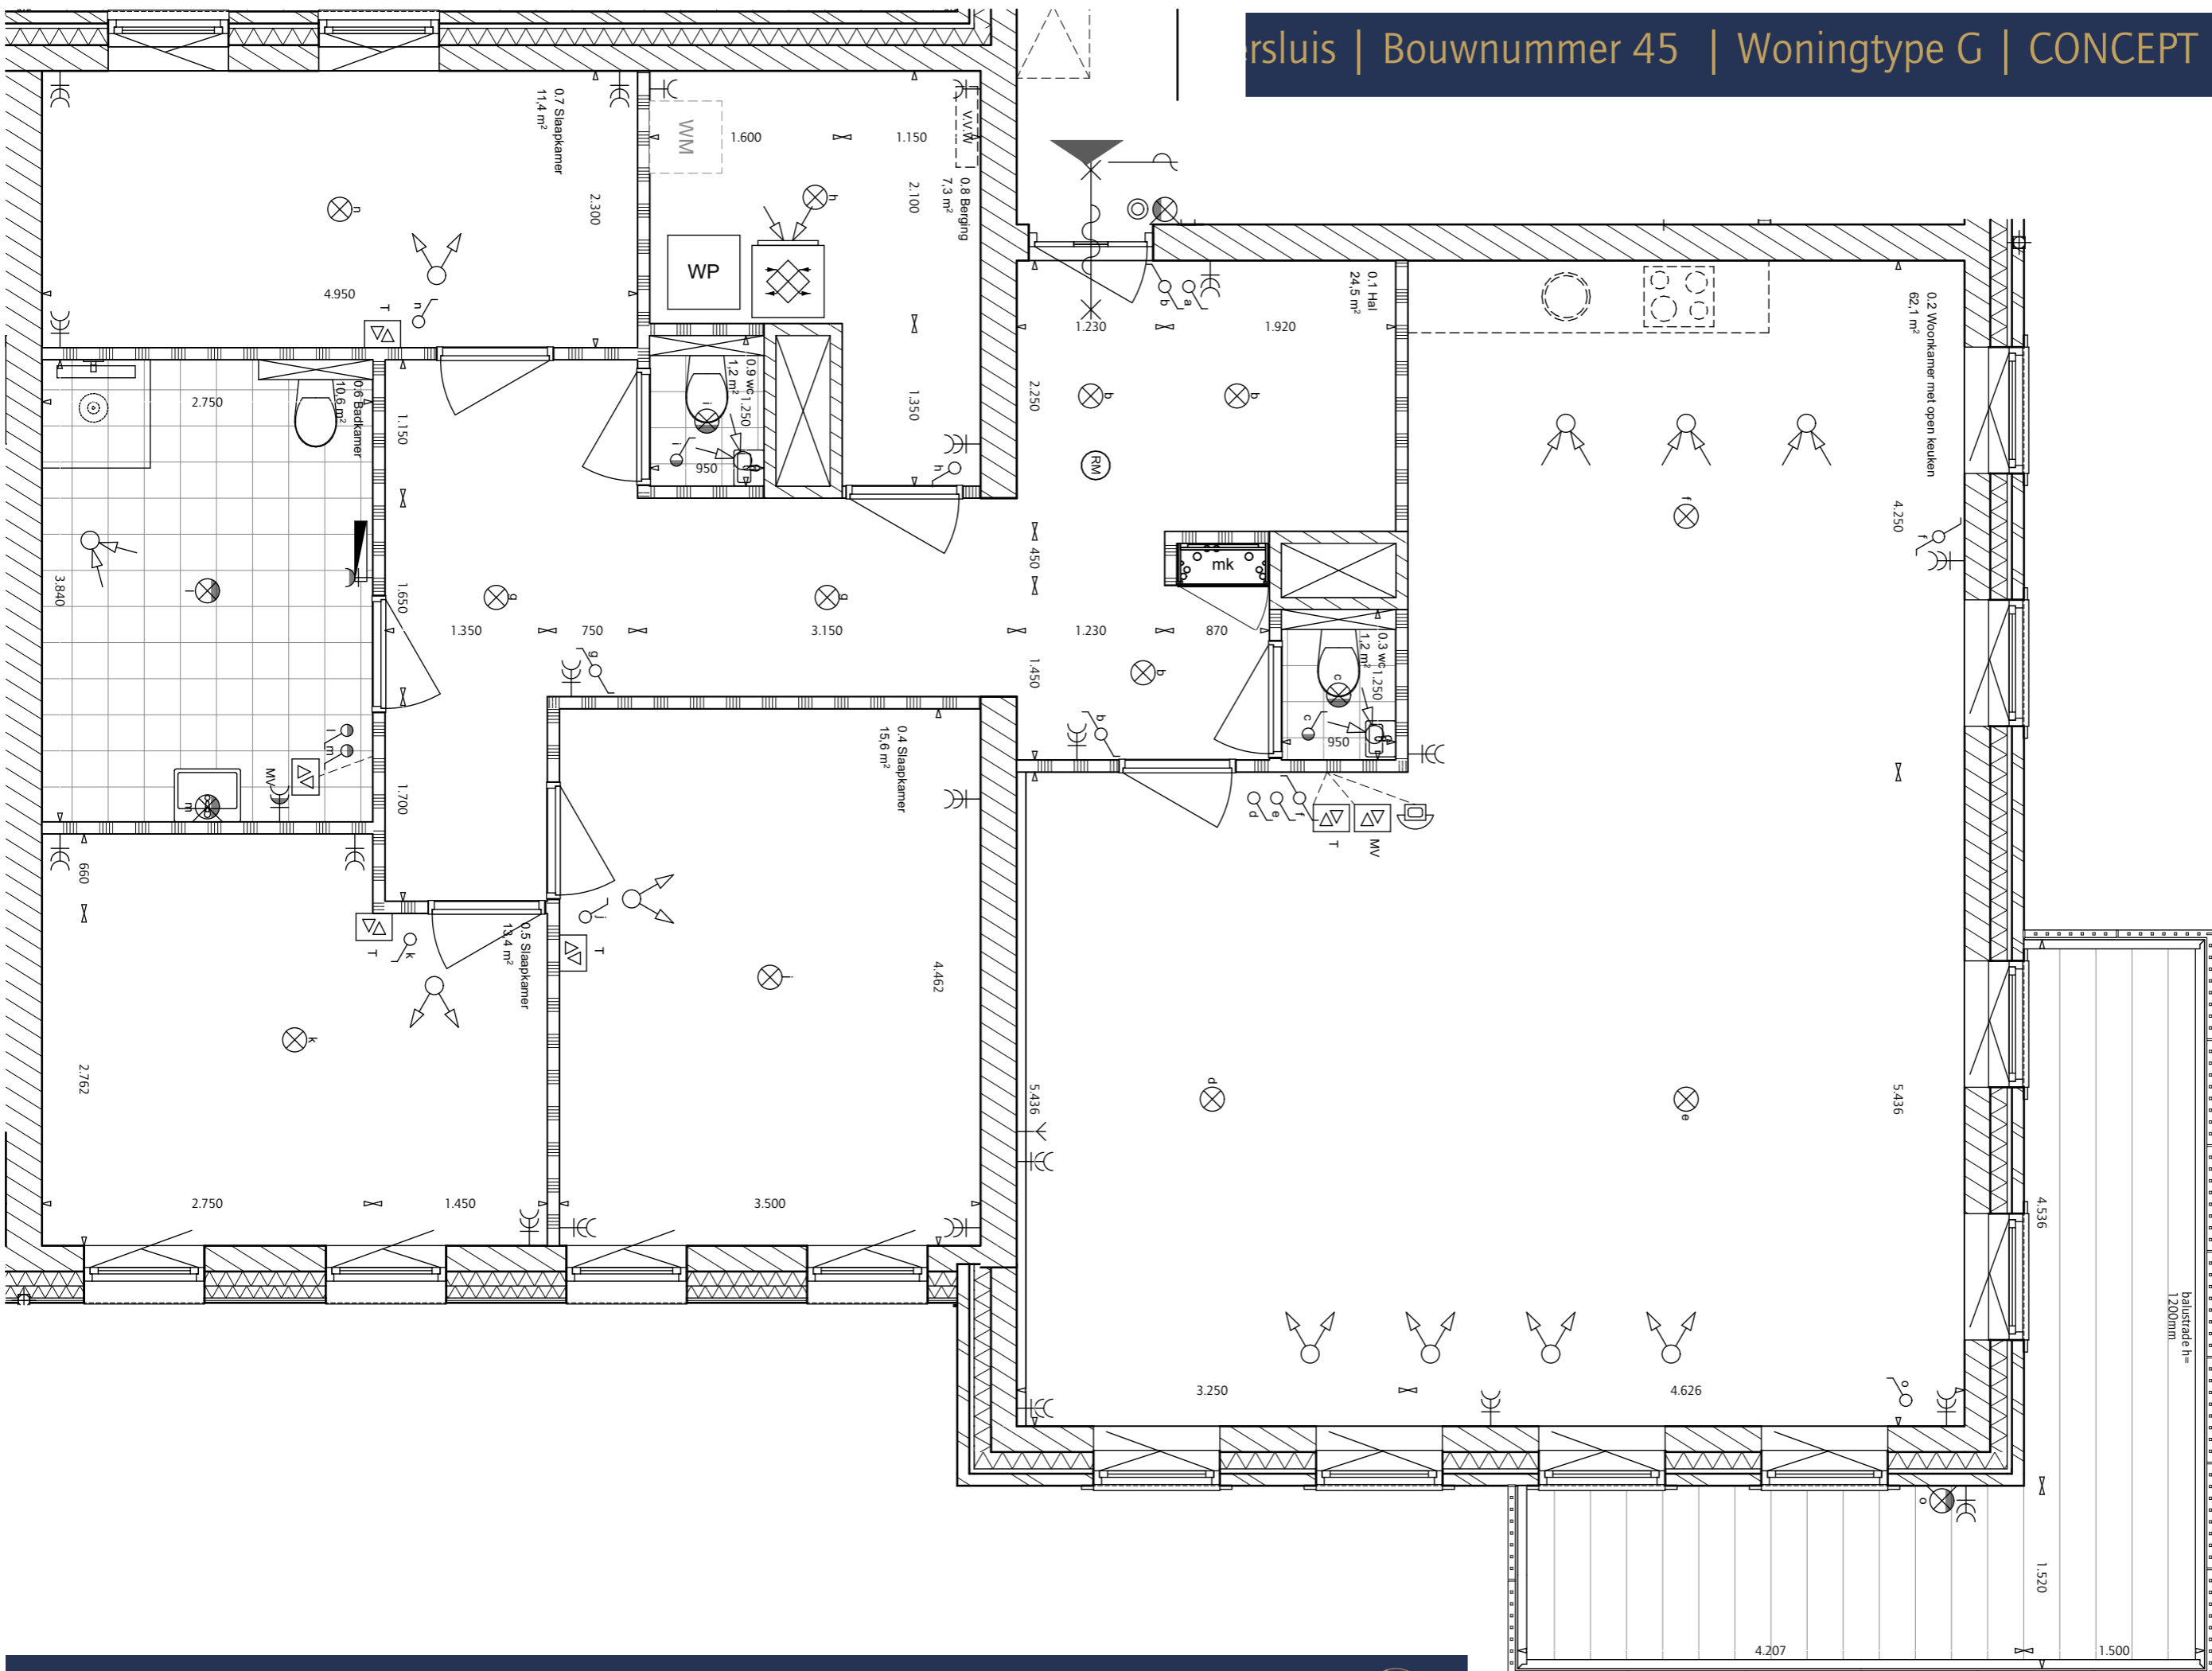 ersluis | Bouwnummer 45 | Woningtype G | CONCEPT
0.7 Slaapkamer
11,4 m²
2.300
4.950
n
n
T
WM
1.600
1.150
V.V.W
0.8 Berging
7,3 m²
2.100
h
WP
1.350
h
0.9 wc
1,2 m²
1.250
i
i
950
0.1 Hal
24,5 m²
b
a
1.230
1.920
2.250
b
b
RM
450
mk
1.230
870
1.450
b
b
0.3 wc
1,2 m²
1.250
c
c
950
0.2 Woonkamer met open keuken
62,1 m²
4.250
f
f
d
e
f
T
MV
0.6 Badkamer
10,6 m²
2.750
3.840
l
l
m
MV
m
1.150
1.650
1.700
g
g
1.350
750
3.150
g
0.4 Slaapkamer
15,6 m²
4.462
j
j
T
3.500
0.5 Slaapkamer
13,4 m²
660
2.762
T
k
k
2.750
1.450
5.436
d
e
5.436
3.250
4.626
o
o
4.536
1.520
balustrade h=
1200mm
4.207
1.500